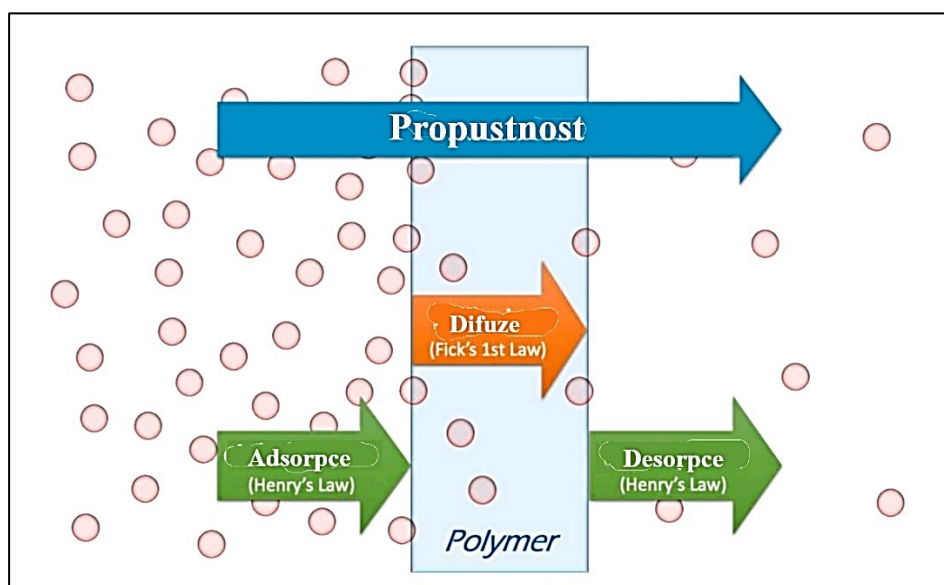 Propustnost
Difuze
(Fick's 1st Law)
Adsorpce
(Henry's Law)
Desorpce
(Henry's Law)
Polymer